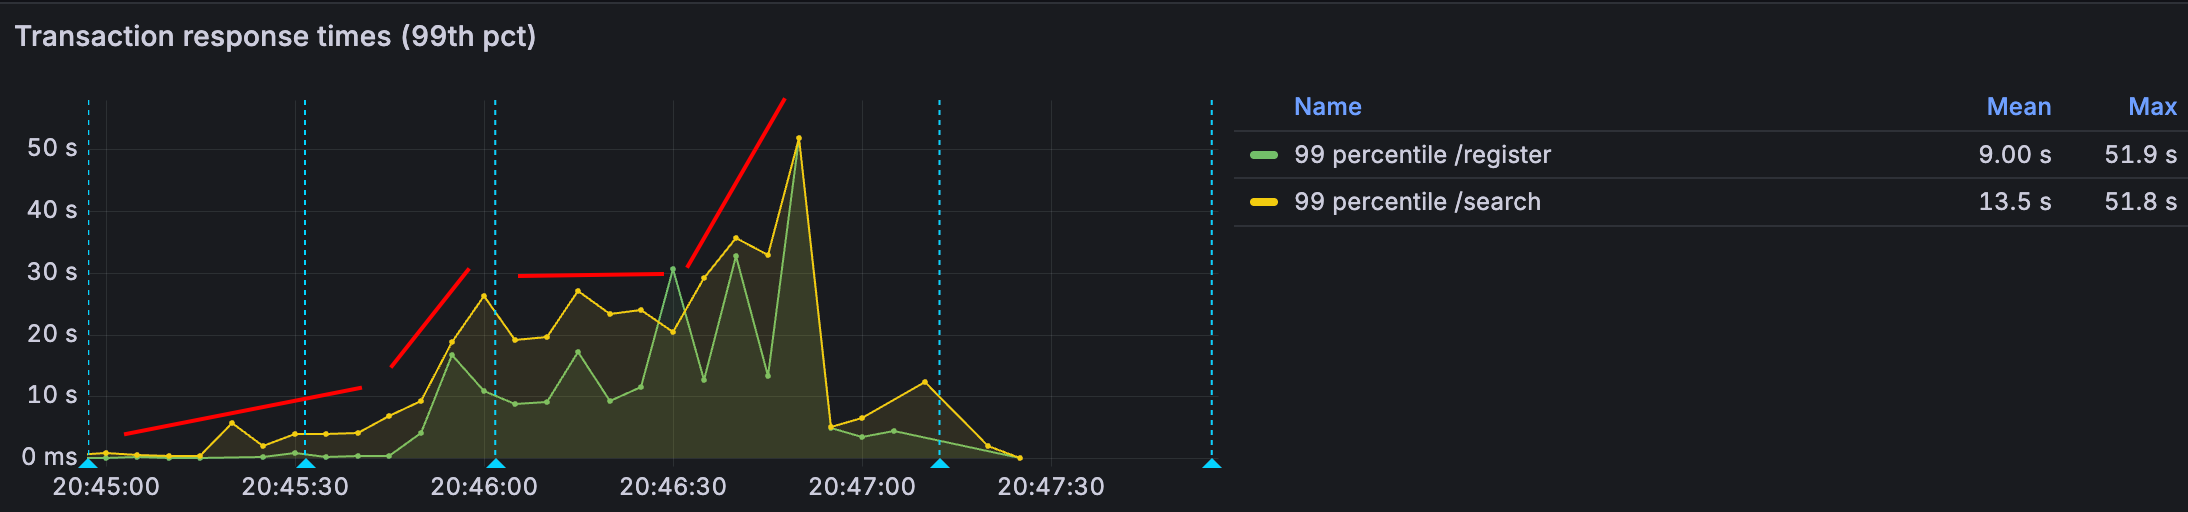 Transaction response times (99th pct)
50 s
40 s
30 s
20 s
10 s
0 ms
20:45:00 20:45:30 20:46:00 20:46:30 20:47:00 20:47:30
Name Mean Max
99 percentile /register 9.00 s 51.9 s
99 percentile /search 13.5 s 51.8 s